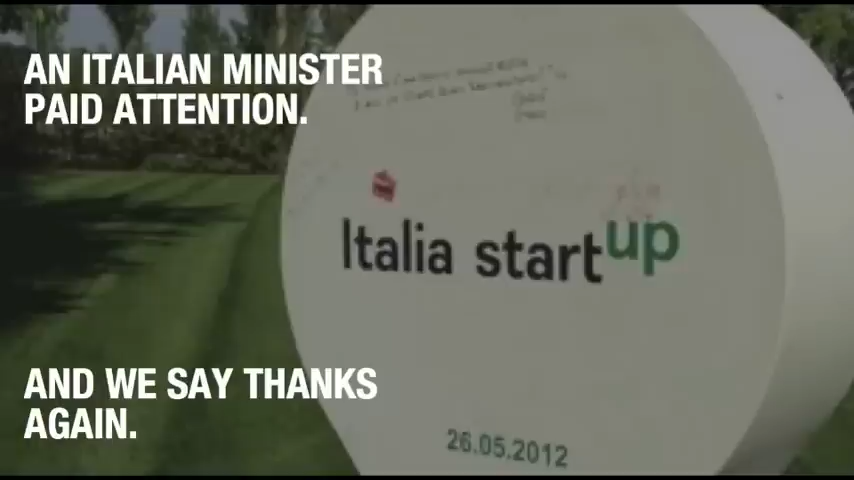 AN ITALIAN MINISTER
PAID ATTENTION.
Italia startup
26.05.2012
AND WE SAY THANKS
AGAIN.